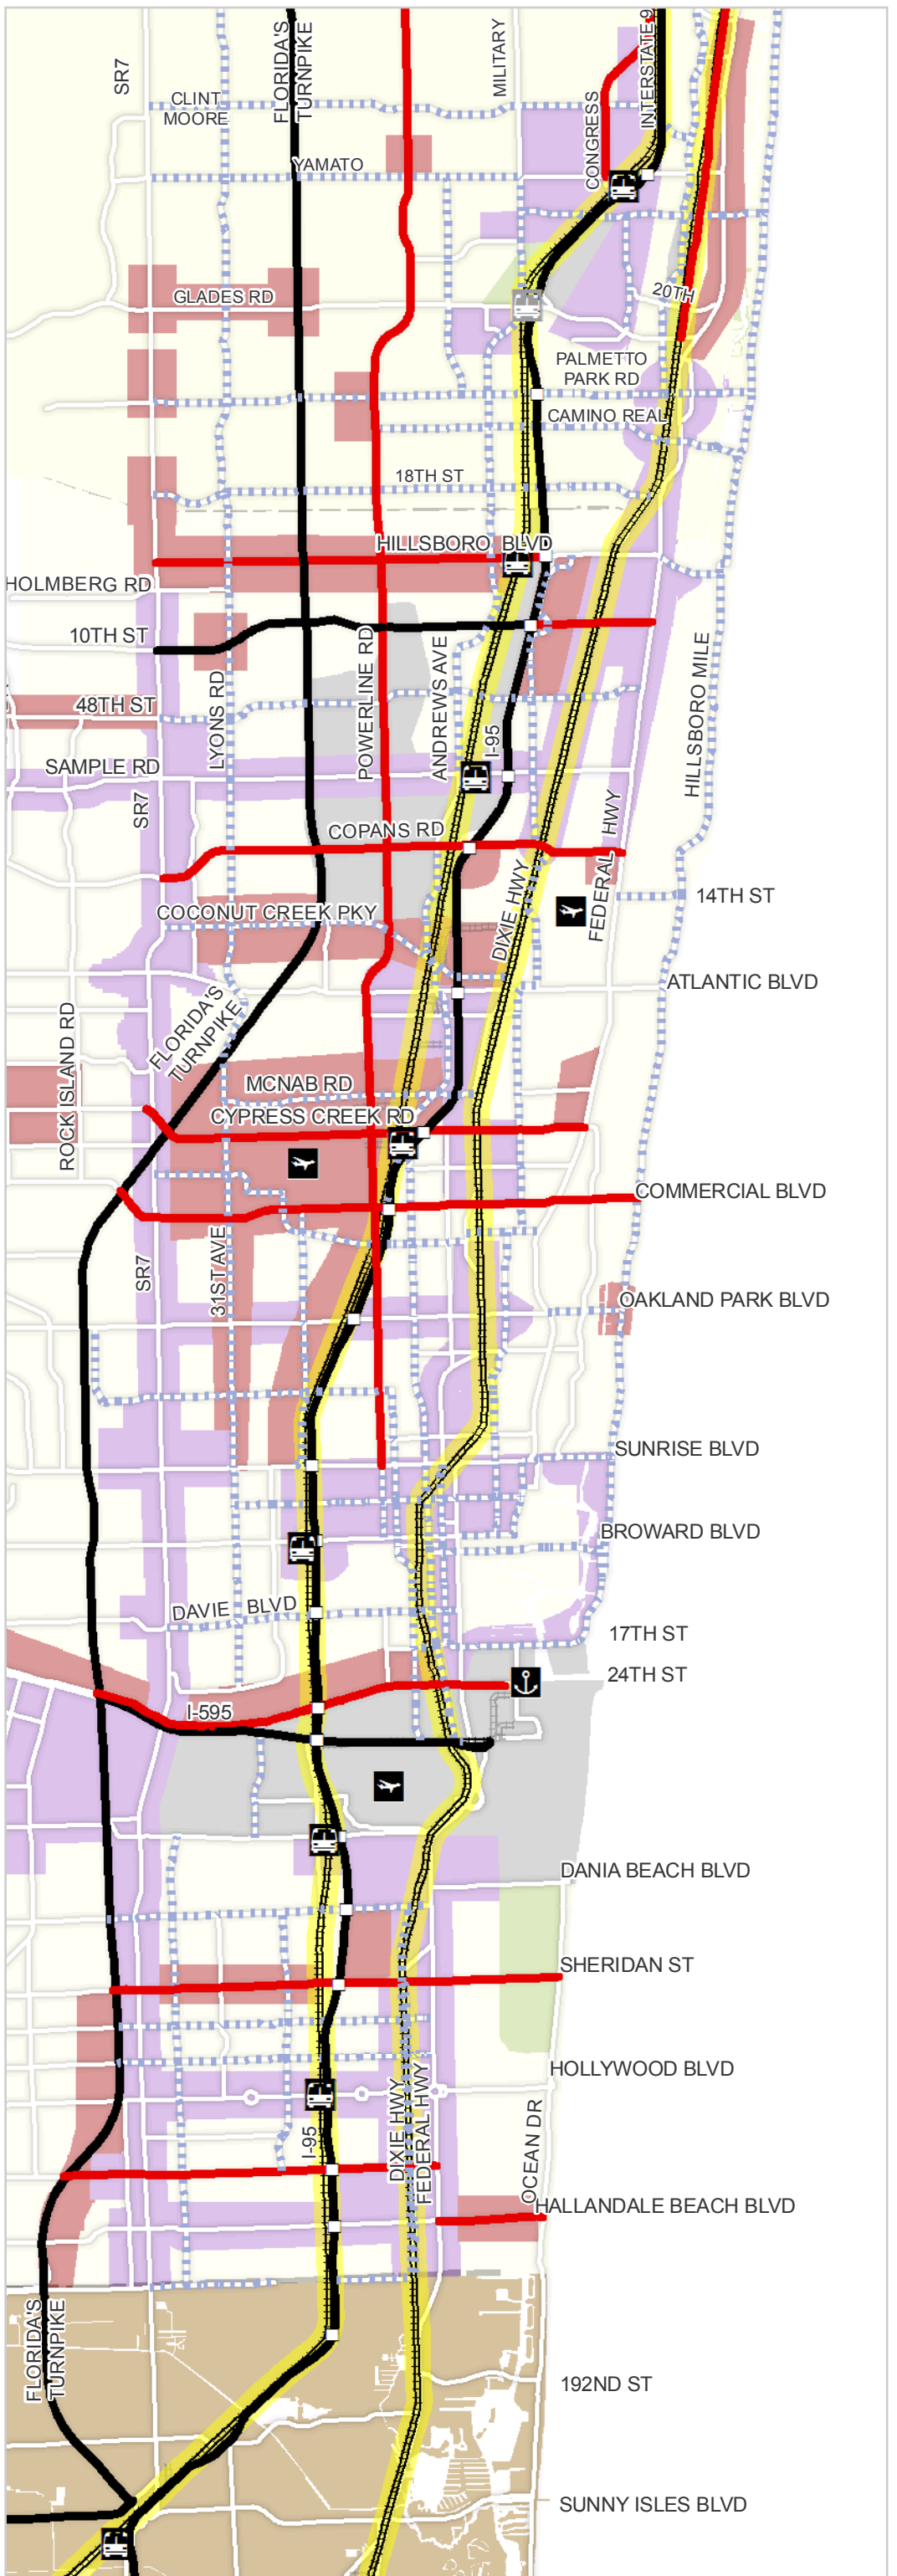 SR7
FLORIDA'S
TURNPIKE
MILITARY
INTERSTATE 9
CLINT
MOORE
CONGRESS
YAMATO
GLADES RD
20TH
PALMETTO
PARK RD
CAMINO REAL
18TH ST
HILLSBORO BLVD
HOLMBERG RD
10TH ST
LYONS RD
POWERLINE RD
ANDREWS AVE
HILLSBORO MILE
48TH ST
I-95
SAMPLE RD
SR7
FEDERAL HWY
COPANS RD
DIXIE HWY
14TH ST
COCONUT CREEK PKY
ATLANTIC BLVD
FLORIDA'S
TURNPIKE
ROCK ISLAND RD
MCNAB RD
CYPRESS CREEK RD
COMMERCIAL BLVD
SR7
31ST AVE
OAKLAND PARK BLVD
SUNRISE BLVD
BROWARD BLVD
DAVIE BLVD
17TH ST
24TH ST
I-595
DANIA BEACH BLVD
SHERIDAN ST
HOLLYWOOD BLVD
I-95
DIXIE HWY
FEDERAL HWY
OCEAN DR
HALLANDALE BEACH BLVD
FLORIDA'S
TURNPIKE
192ND ST
SUNNY ISLES BLVD